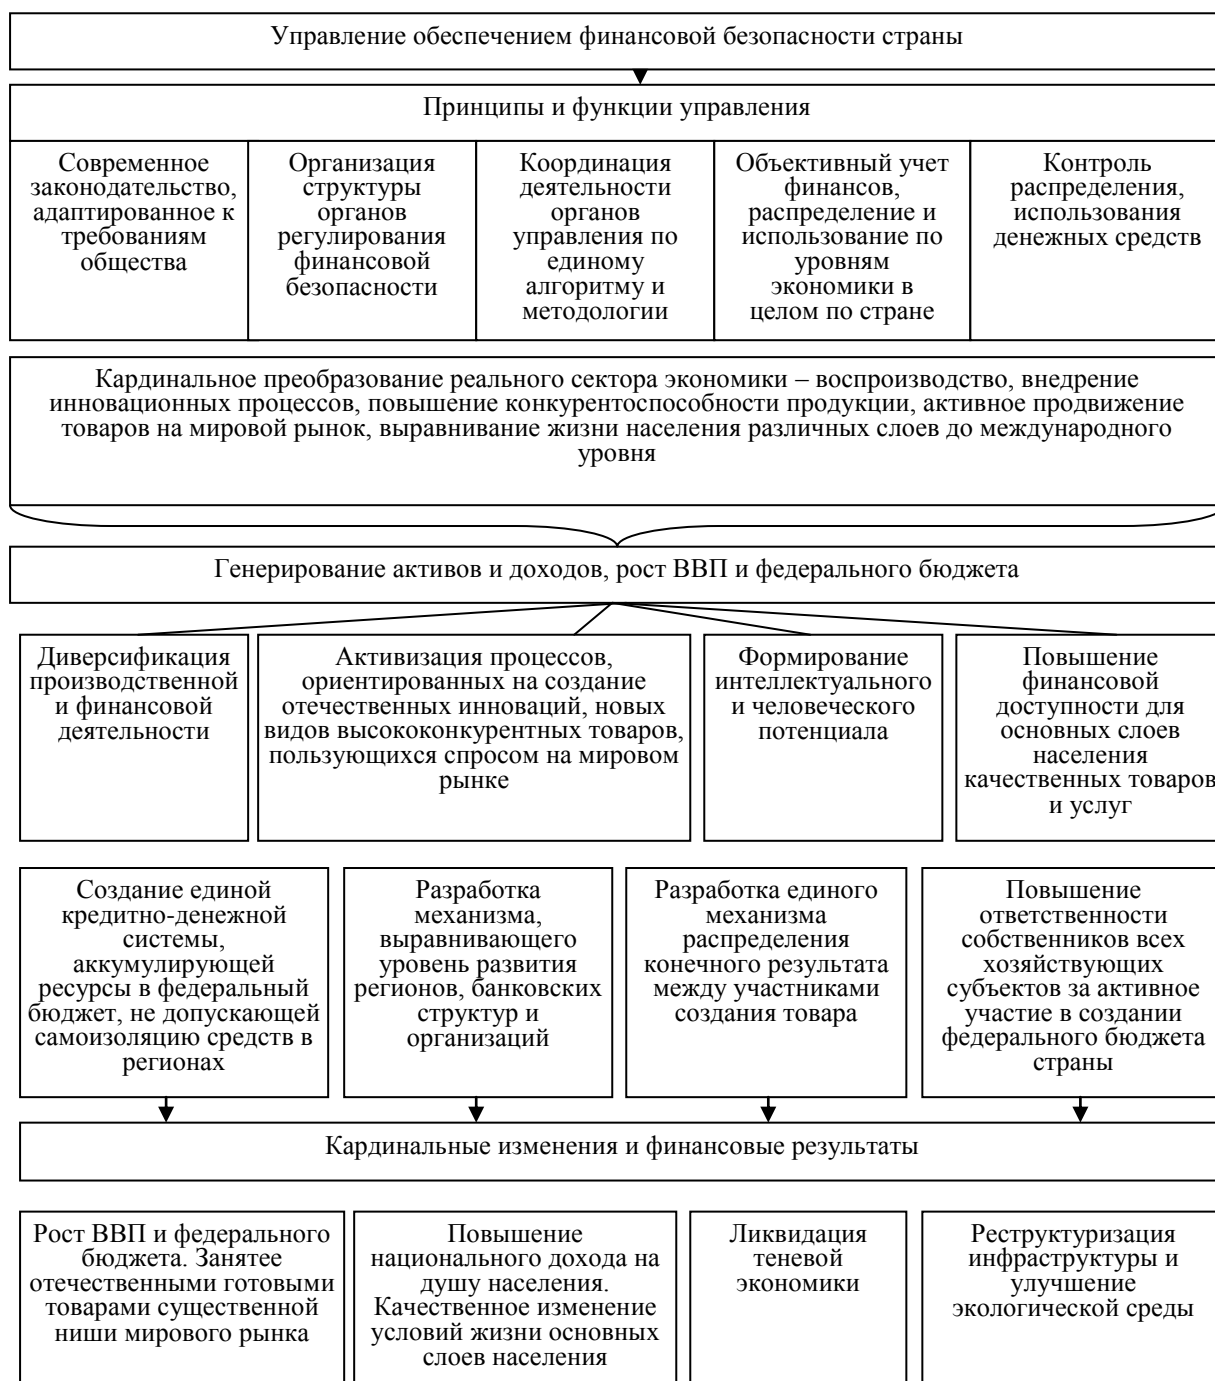 Управление обеспечением финансовой безопасности страны
Принципы и функции управления
Современное
законодательство,
адаптированное к
требованиям
общества
Организация
структуры
органов
регулирования
финансовой
безопасности
Координация
деятельности
органов
управления по
единому
алгоритму и
методологии
Объективный учет
финансов,
распределение и
использование по
уровням
экономики в
целом по стране
Контроль
распределения,
использования
денежных средств
Кардинальное преобразование реального сектора экономики – воспроизводство, внедрение
инновационных процессов, повышение конкурентоспособности продукции, активное продвижение
товаров на мировой рынок, выравнивание жизни населения различных слоев до международного
уровня
Генерирование активов и доходов, рост ВВП и федерального бюджета
Диверсификация
производственной
и финансовой
деятельности
Активизация процессов,
ориентированных на создание
отечественных инноваций, новых
видов высококонкурентных товаров,
пользующихся спросом на мировом
рынке
Формирование
интеллектуального
и человеческого
потенциала
Повышение
финансовой
доступности для
основных слоев
населения
качественных товаров
и услуг
Создание единой
кредитно-денежной
системы,
аккумулирующей
ресурсы в федеральный
бюджет, не допускающей
самоизоляцию средств в
регионах
Разработка
механизма,
выравнивающего
уровень развития
регионов, банковских
структур и
организаций
Разработка единого
механизма
распределения
конечного результата
между участниками
создания товара
Повышение
ответственности
собственников всех
хозяйствующих
субъектов за активное
участие в создании
федерального бюджета
страны
Кардинальные изменения и финансовые результаты
Рост ВВП и федерального
бюджета. Занятее
отечественными готовыми
товарами существенной
ниши мирового рынка
Повышение
национального дохода на
душу населения.
Качественное изменение
условий жизни основных
слоев населения
Ликвидация
теневой
экономики
Реструктуризация
инфраструктуры и
улучшение
экологической среды